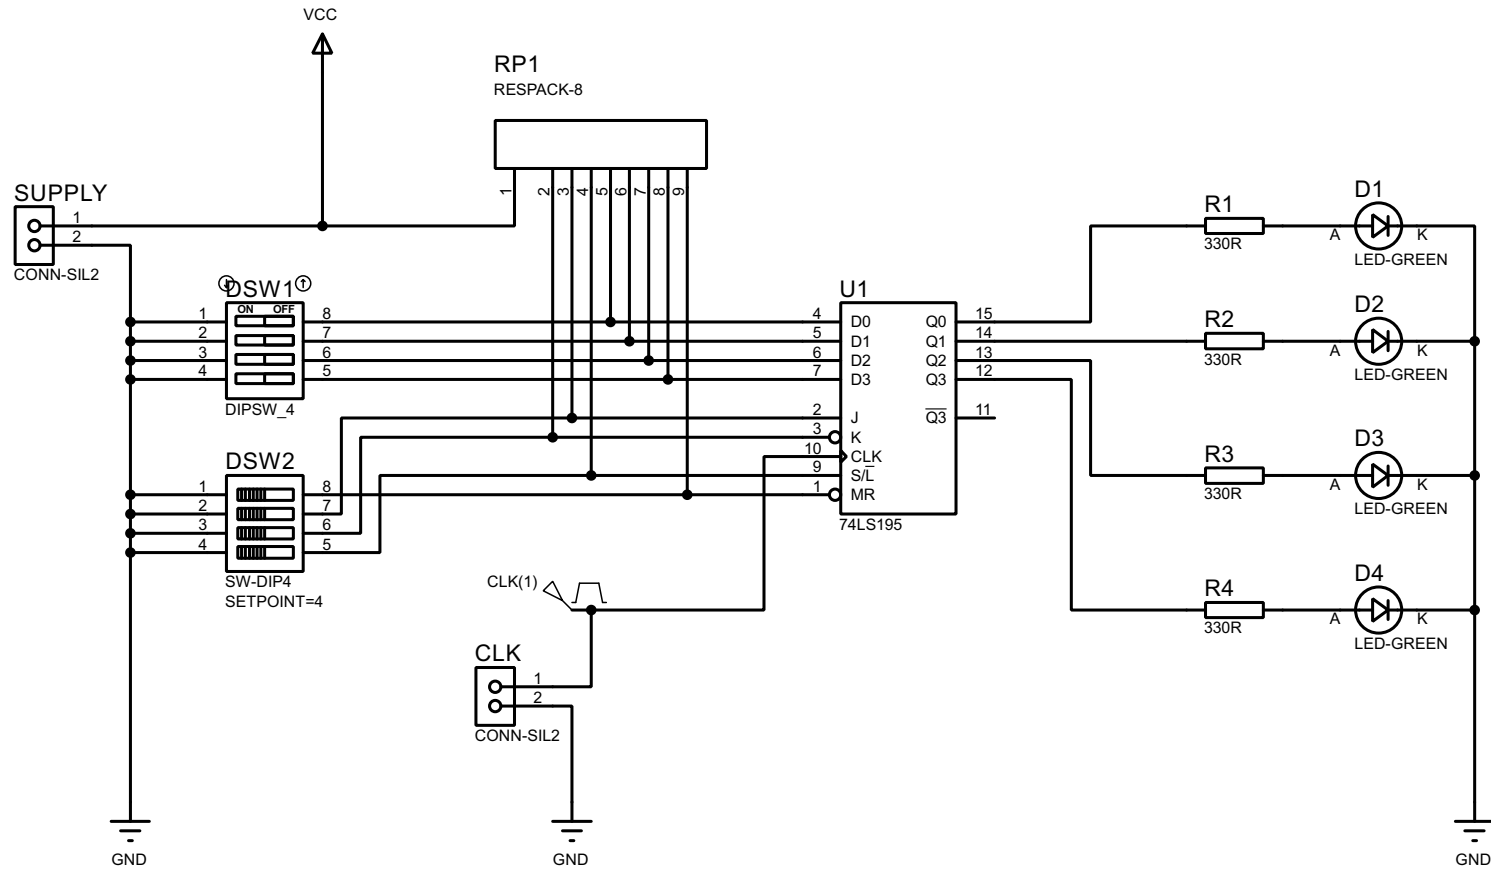 VCC
RP1
RESPACK-8
1
2
3
4
5
6
7
8
9
SUPPLY
1
2
CONN-SIL2
DSW1
ON OFF
1 8
2 7
3 6
4 5
DIPSW_4
DSW2
1 8
2 7
3 6
4 5
SW-DIP4
SETPOINT=4
CLK(1)
CLK
1
2
CONN-SIL2
U1
4 D0 Q0 15
5 D1 Q1 14
6 D2 Q2 13
7 D3 Q3 12
2 J Q3 11
3 K
10 CLK
9 S/L
1 MR
74LS195
R1
330R
D1
A K
LED-GREEN
R2
330R
D2
A K
LED-GREEN
R3
330R
D3
A K
LED-GREEN
R4
330R
D4
A K
LED-GREEN
GND
GND
GND